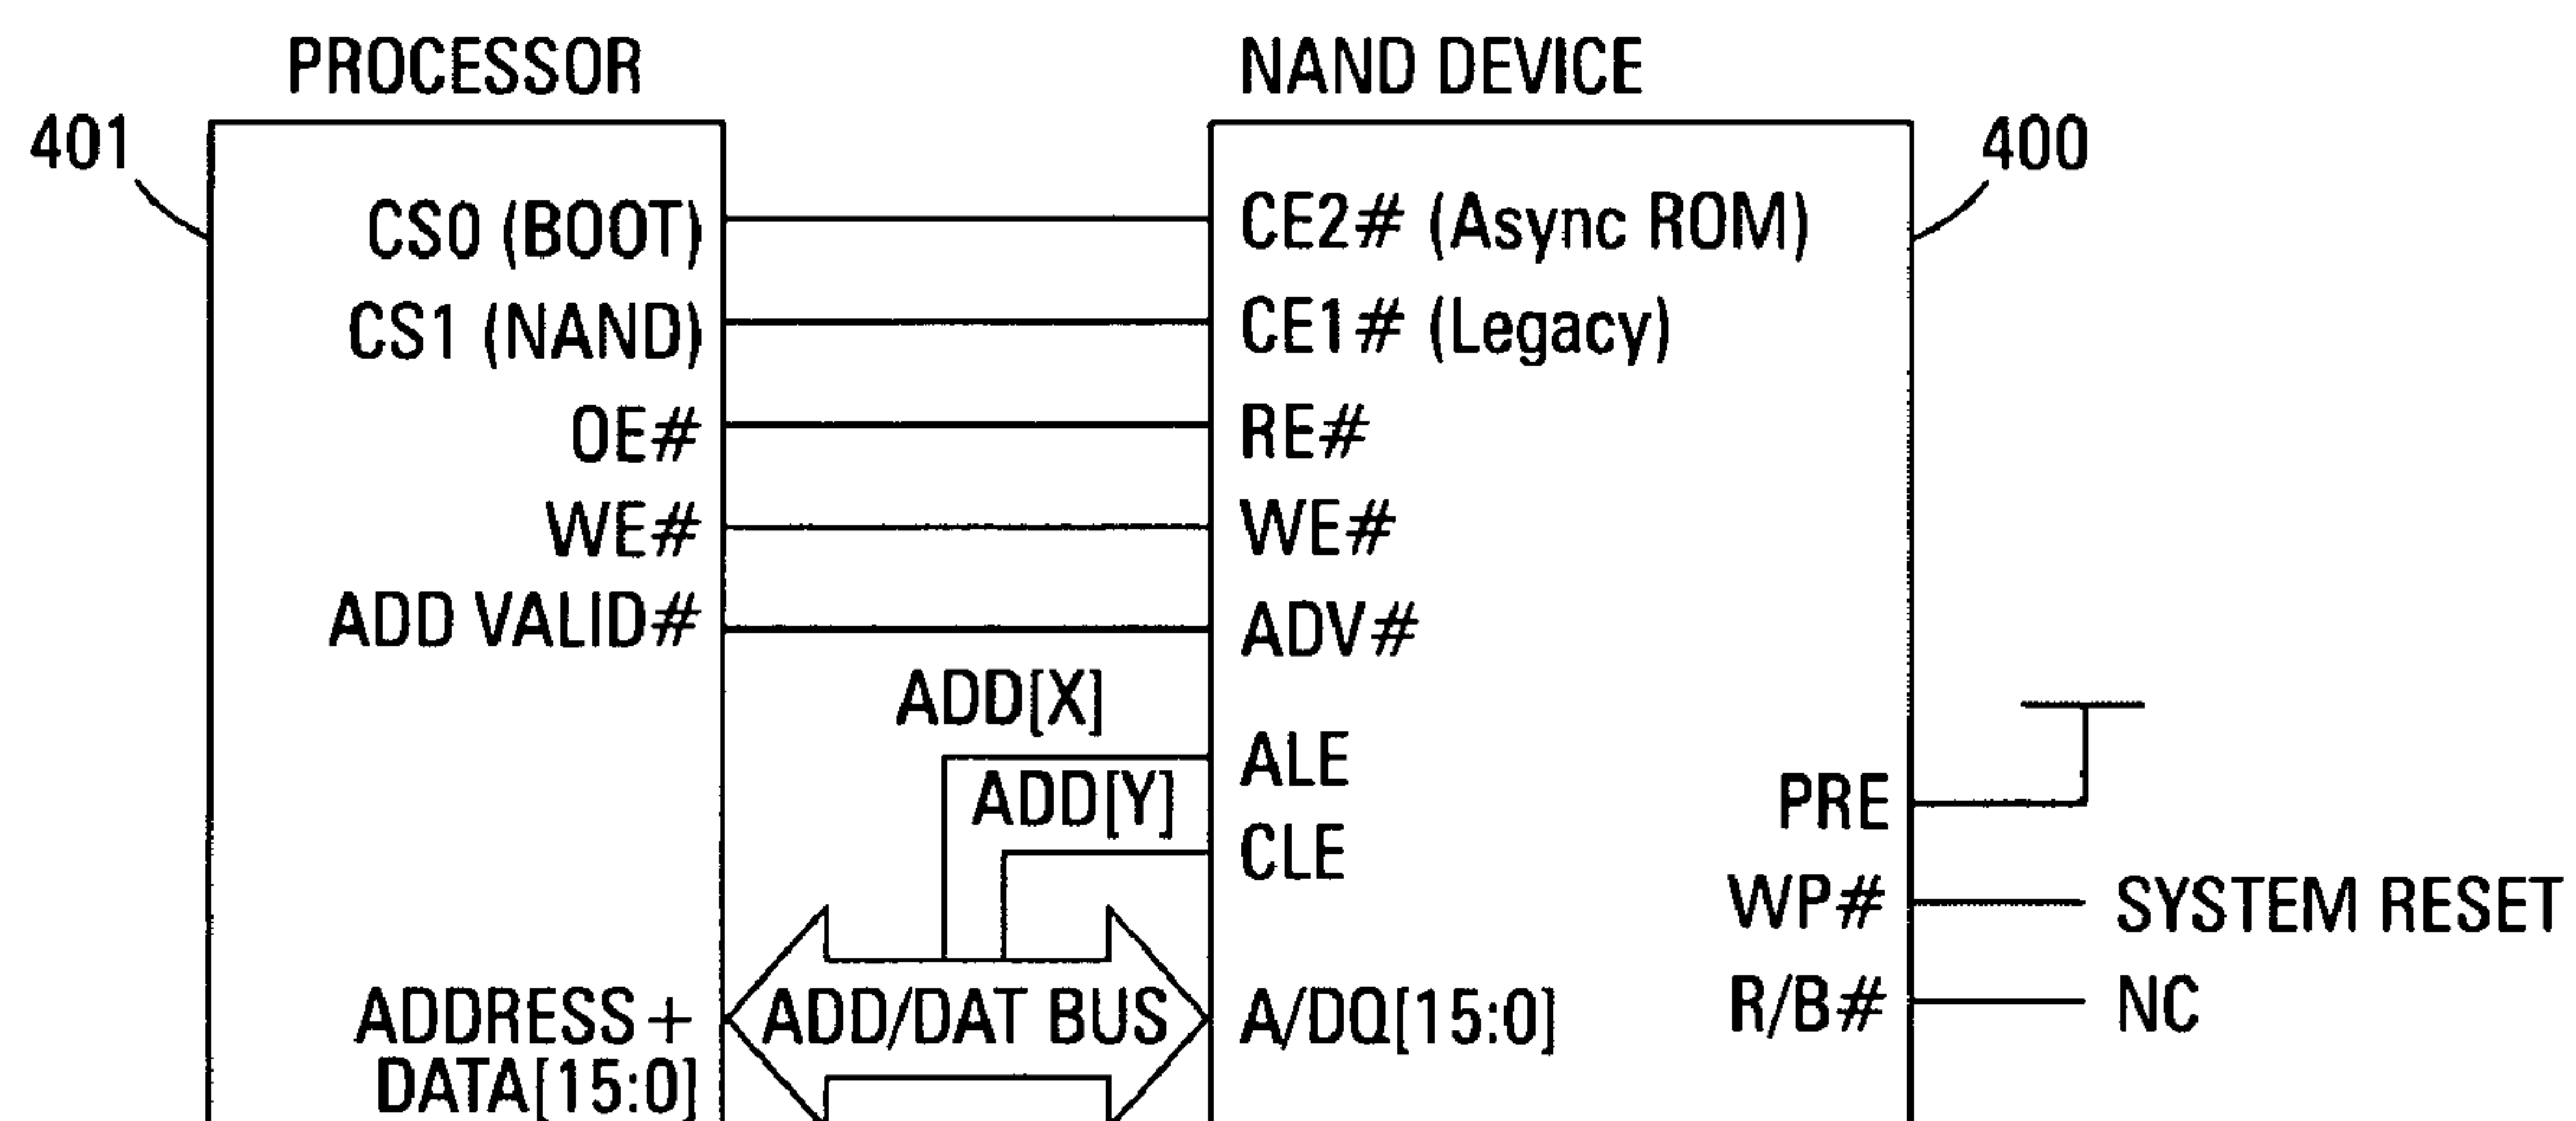 PROCESSOR
NAND DEVICE
401
400
CS0 (BOOT)
CE2# (Async ROM)
CS1 (NAND)
CE1# (Legacy)
OE#
RE#
WE#
WE#
ADD VALID#
ADV#
ADD[X]
ALE
ADD[Y]
PRE
CLE
WP#
SYSTEM RESET
ADDRESS +
DATA[15:0]
ADD/DAT BUS
A/DQ[15:0]
R/B#
NC